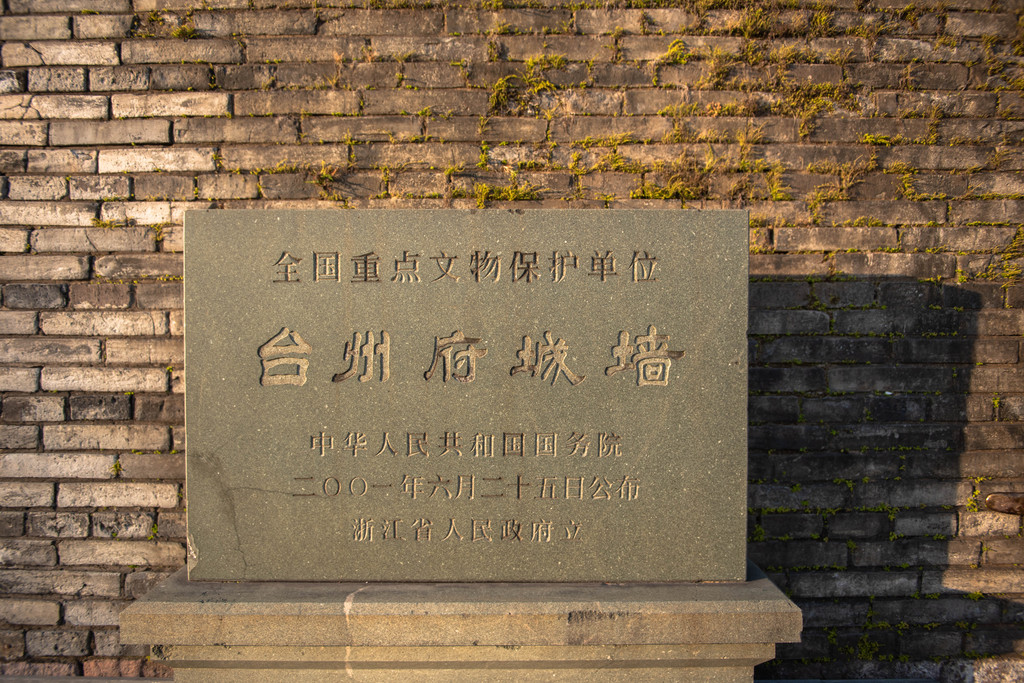 全国重点文物保护单位
台州府城墙
中华人民共和国国务院
二〇〇一年六月二十五日公布
浙江省人民政府立